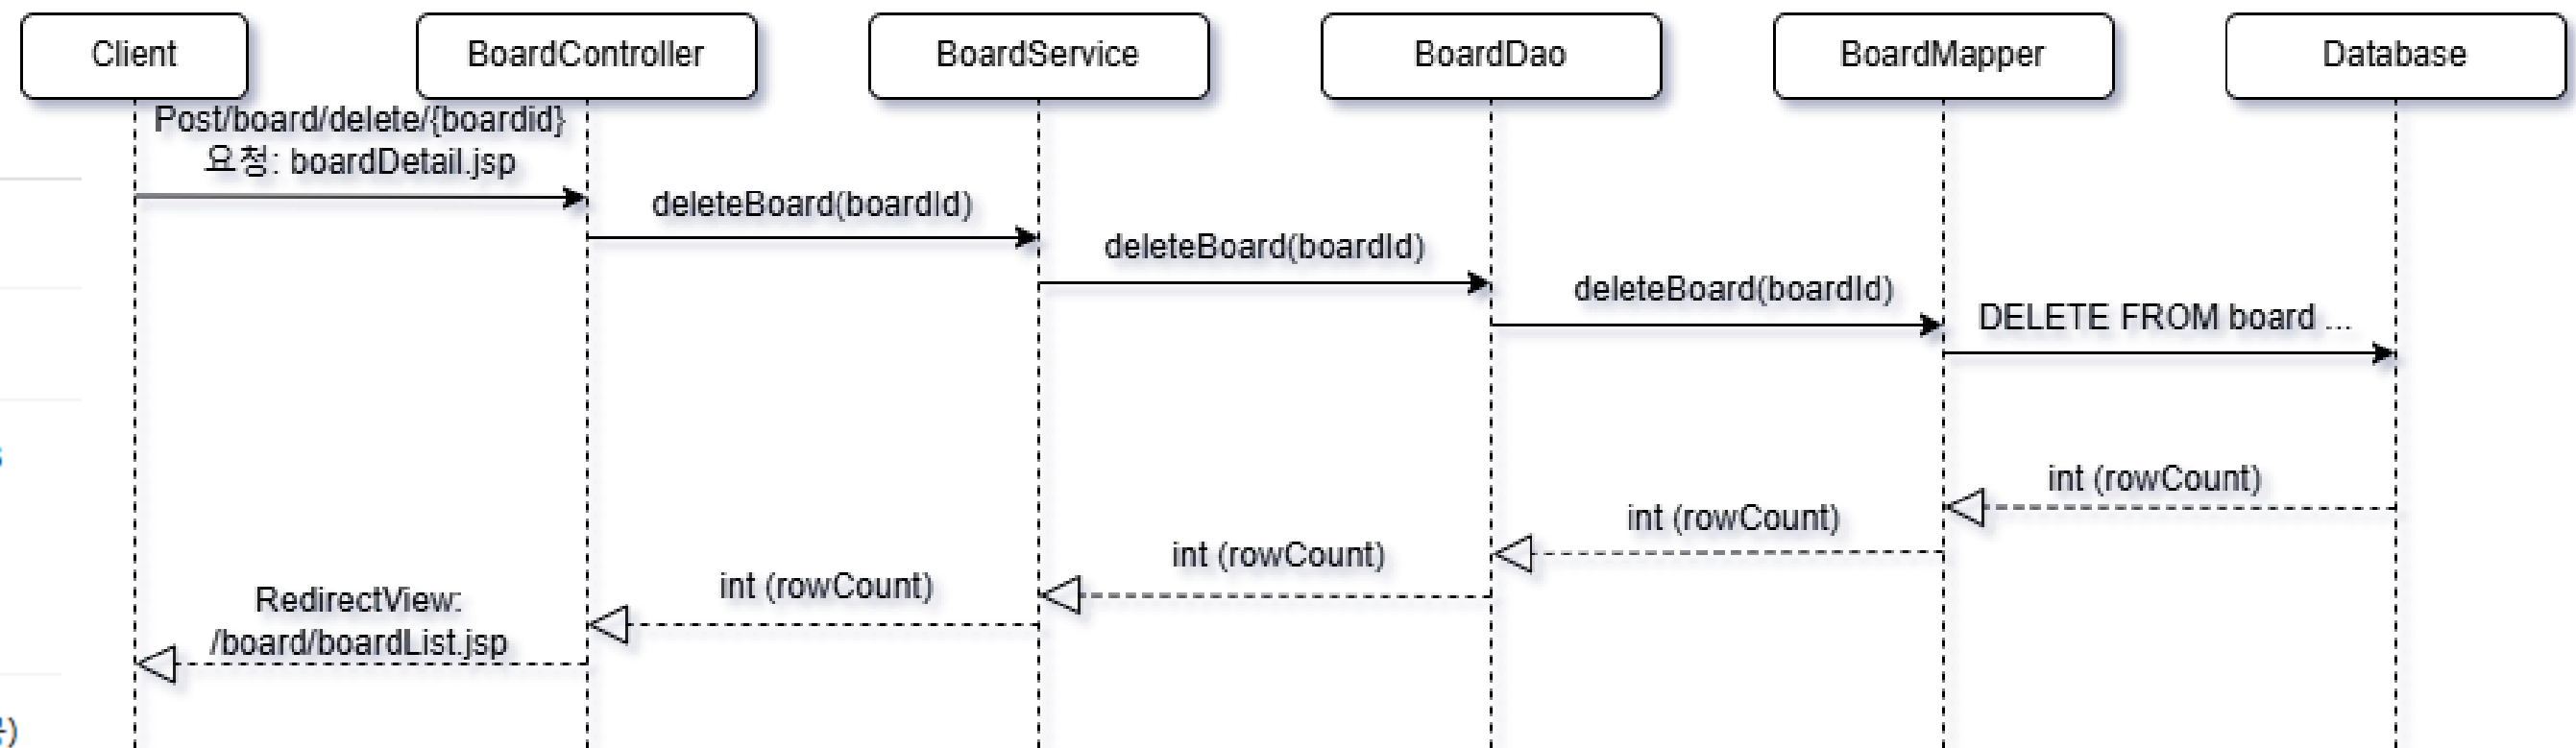 Client
BoardController
BoardService
BoardDao
BoardMapper
Database
Post/board/delete/{boardid}
요청: boardDetail.jsp
deleteBoard(boardId)
deleteBoard(boardId)
deleteBoard(boardId)
DELETE FROM board ...
int (rowCount)
int (rowCount)
int (rowCount)
int (rowCount)
RedirectView:
/board/boardList.jsp